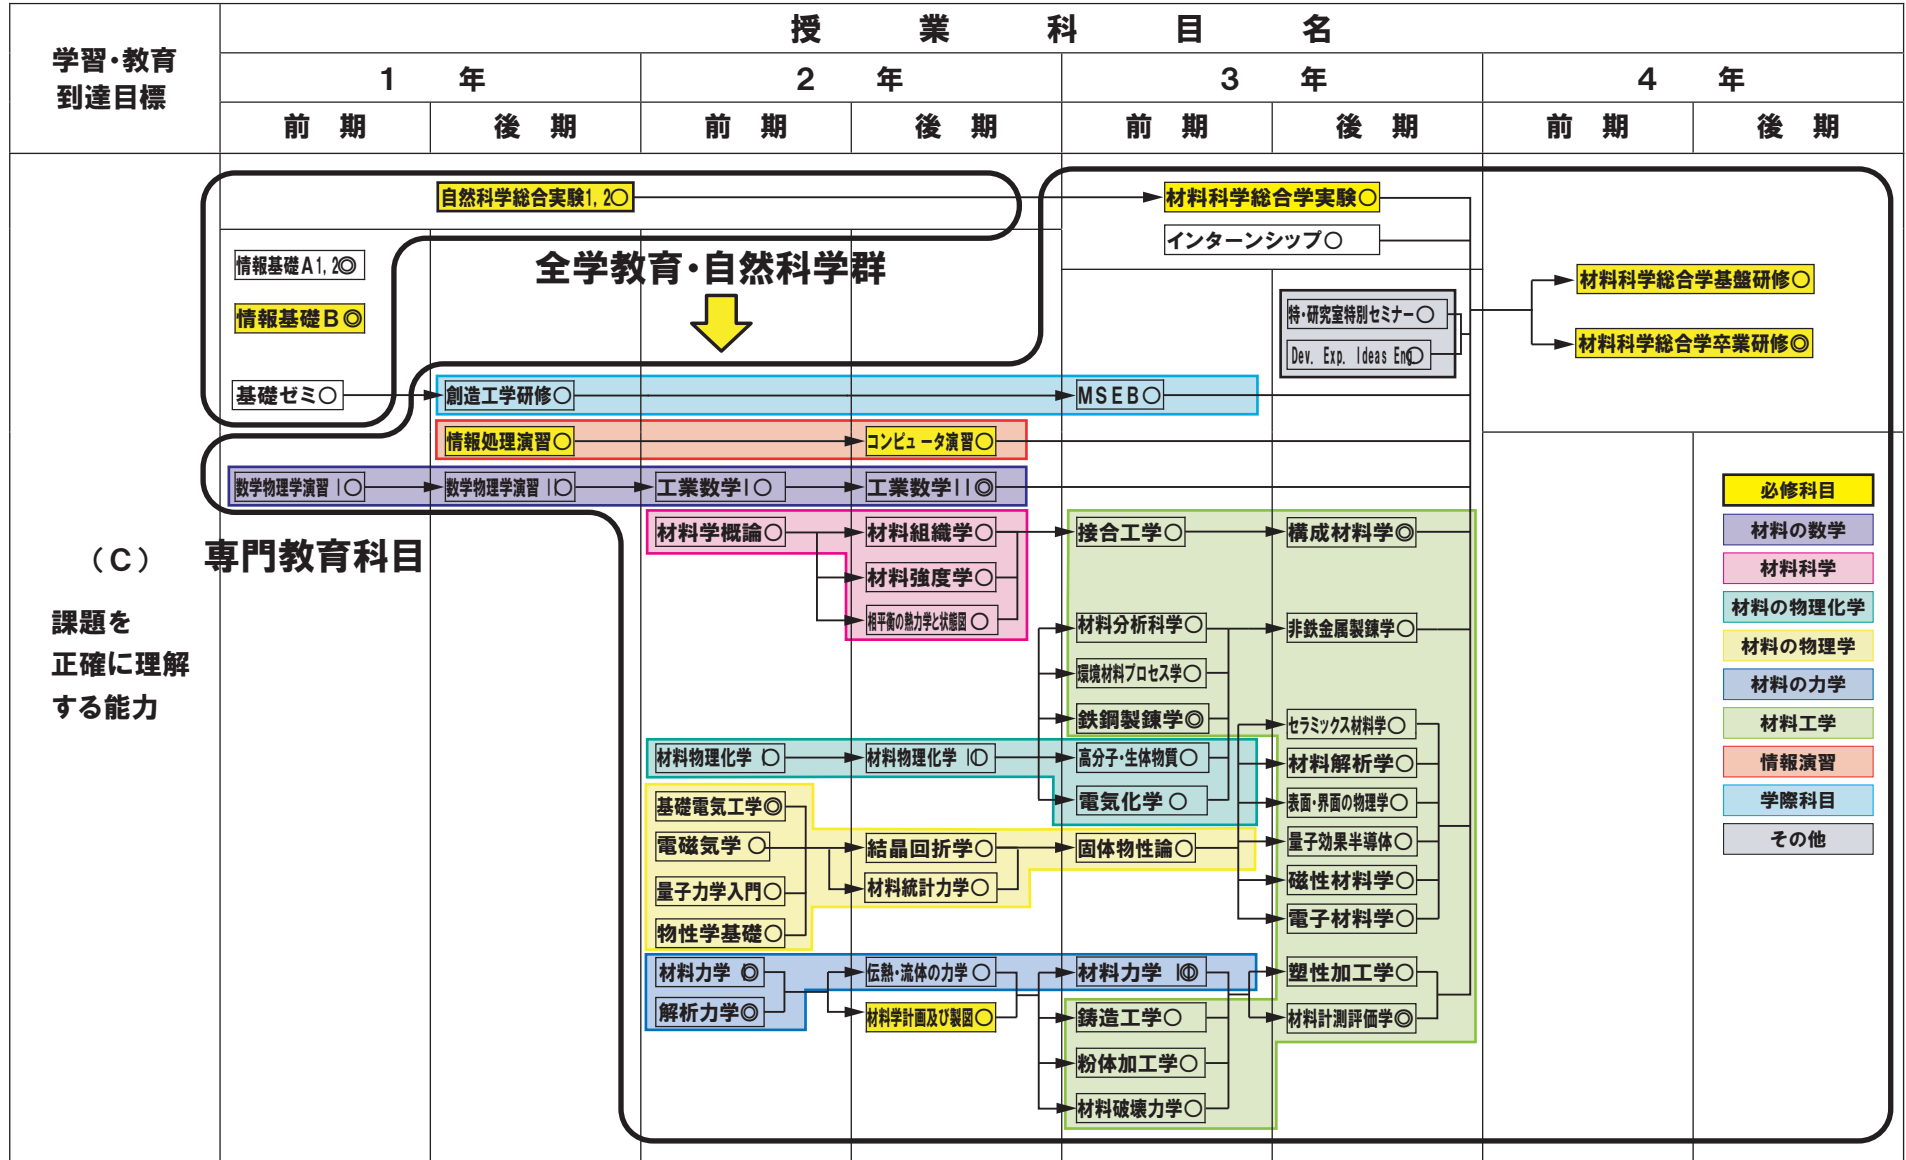 学習・教育
到達目標
授業科目名
1年
2年
3年
4年
前期
後期
前期
後期
前期
後期
前期
後期
自然科学総合実験1, 2○
材料科学総合学実験○
インターンシップ○
情報基礎A1, 2◎
全学教育・自然科学群
材料科学総合学基盤研修○
情報基礎B◎
特・研究室特別セミナー○
材料科学総合学卒業研修◎
Dev. Exp. Ideas Eng○
基礎ゼミ○
創造工学研修○
MSEB○
情報処理演習○
コンピュータ演習○
数学物理学演習 I○
数学物理学演習 II○
工業数学I○
工業数学II◎
材料学概論○
材料組織学○
接合工学○
構成材料学◎
専門教育科目
(C)
課題を
正確に理解
する能力
材料強度学○
相平衡の熱力学と状態図○
材料分析科学○
非鉄金属製錬学○
環境材料プロセス学○
鉄鋼製錬学◎
セラミックス材料学○
材料物理化学 I○
材料物理化学 II○
高分子・生体物質○
材料解析学○
基礎電気工学◎
電気化学○
表面・界面の物理学○
電磁気学○
結晶回折学○
固体物性論○
量子効果半導体○
量子力学入門○
材料統計力学○
磁性材料学○
物性学基礎○
電子材料学○
材料力学 I◎
伝熱・流体の力学○
材料力学 II◎
塑性加工学○
解析力学◎
材料学計画及び製図○
鋳造工学○
材料計測評価学◎
粉体加工学○
材料破壊力学○
必修科目
材料の数学
材料科学
材料の物理化学
材料の物理学
材料の力学
材料工学
情報演習
学際科目
その他